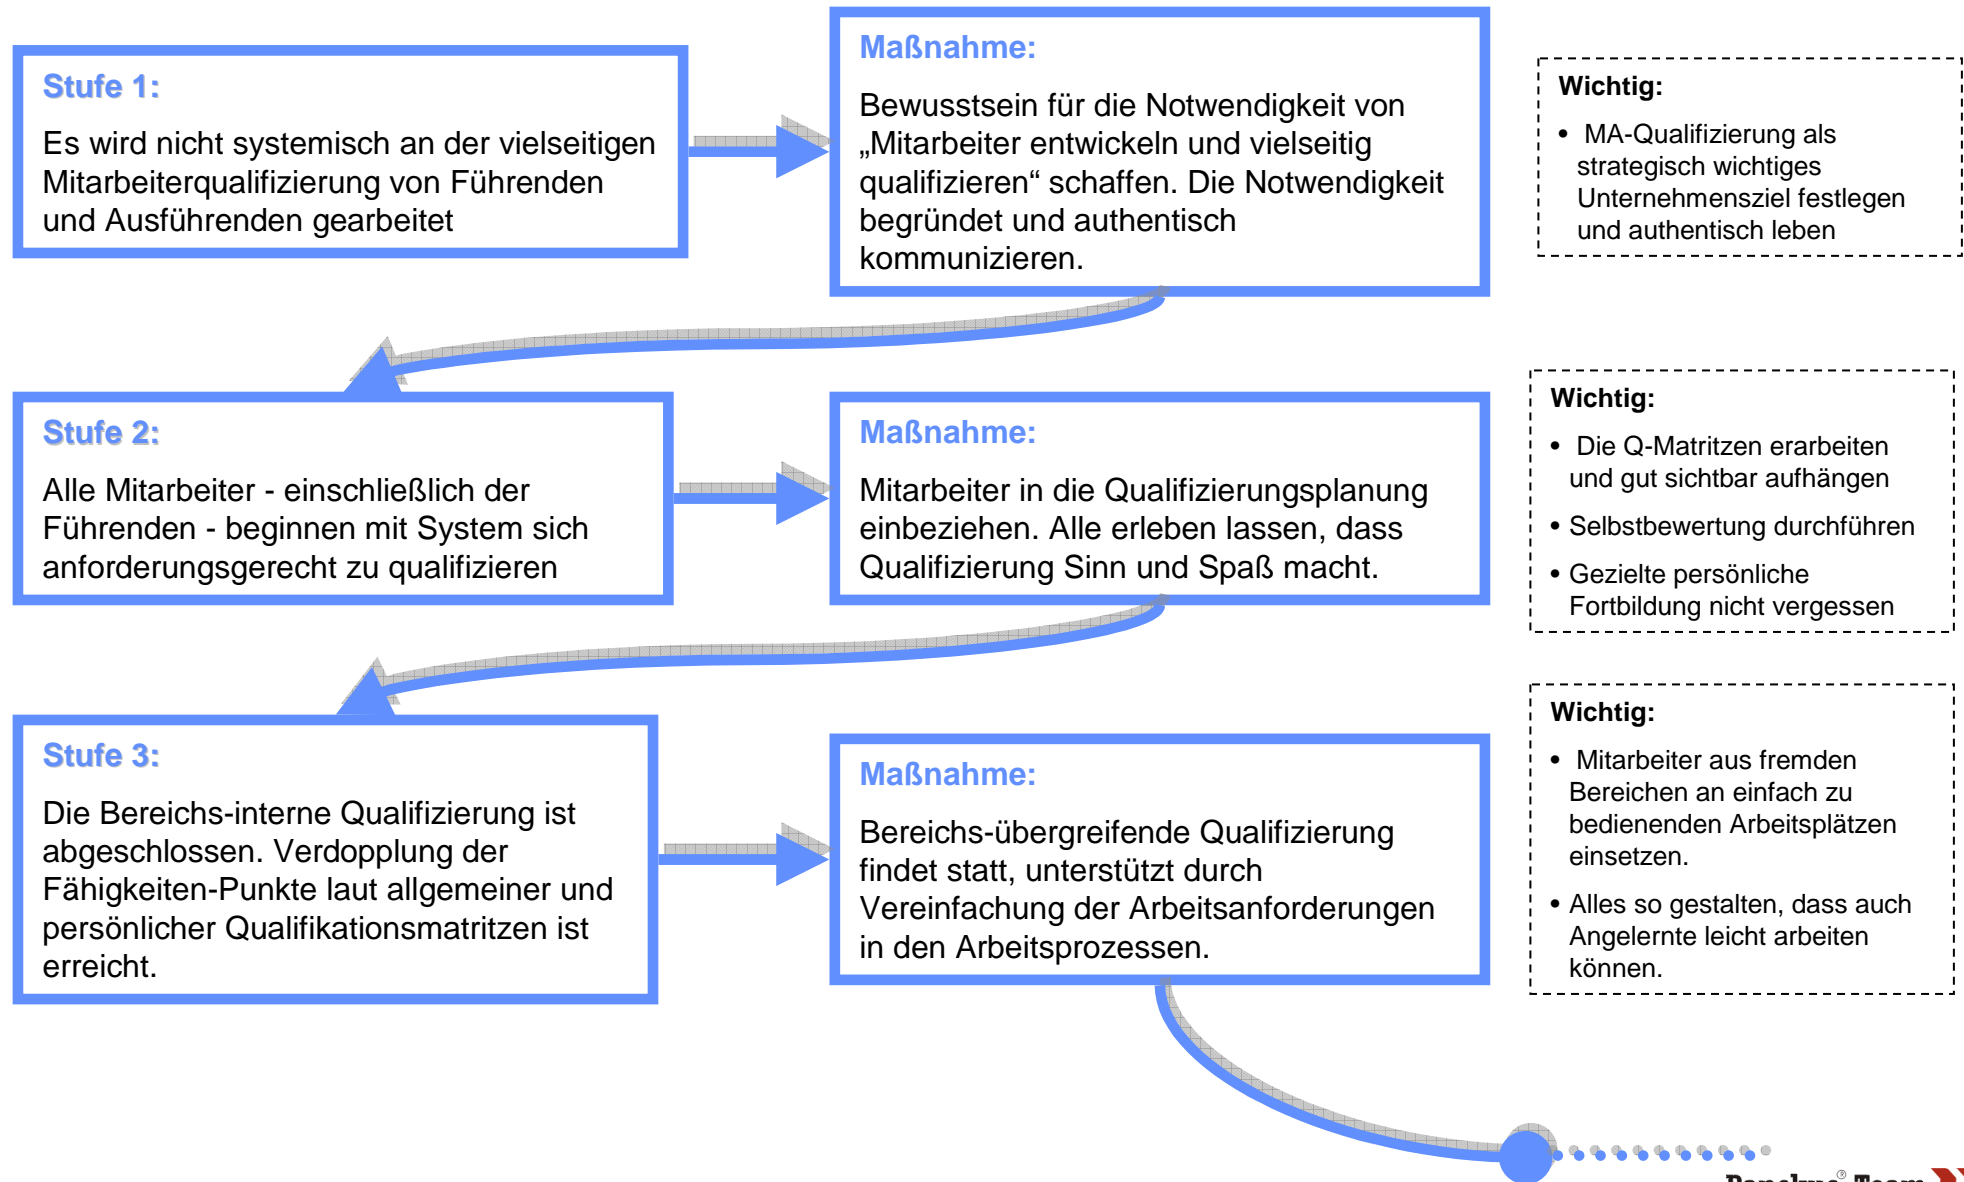 Stufe 1:
Es wird nicht systemisch an der vielseitigen
Mitarbeiterqualifizierung von Führenden
und Ausführenden gearbeitet
Maßnahme:
Bewusstsein für die Notwendigkeit von
„Mitarbeiter entwickeln und vielseitig
qualifizieren“ schaffen. Die Notwendigkeit
begründet und authentisch
kommunizieren.
Wichtig:
• MA-Qualifizierung als
strategisch wichtiges
Unternehmensziel festlegen
und authentisch leben
Stufe 2:
Alle Mitarbeiter - einschließlich der
Führenden - beginnen mit System sich
anforderungsgerecht zu qualifizieren
Maßnahme:
Mitarbeiter in die Qualifizierungsplanung
einbeziehen. Alle erleben lassen, dass
Qualifizierung Sinn und Spaß macht.
Wichtig:
• Die Q-Matritzen erarbeiten
und gut sichtbar aufhängen
• Selbstbewertung durchführen
• Gezielte persönliche
Fortbildung nicht vergessen
Stufe 3:
Die Bereichs-interne Qualifizierung ist
abgeschlossen. Verdopplung der
Fähigkeiten-Punkte laut allgemeiner und
persönlicher Qualifikationsmatritzen ist
erreicht.
Maßnahme:
Bereichs-übergreifende Qualifizierung
findet statt, unterstützt durch
Vereinfachung der Arbeitsanforderungen
in den Arbeitsprozessen.
Wichtig:
• Mitarbeiter aus fremden
Bereichen an einfach zu
bedienenden Arbeitsplätzen
einsetzen.
• Alles so gestalten, dass auch
Angelernte leicht arbeiten
können.
Team